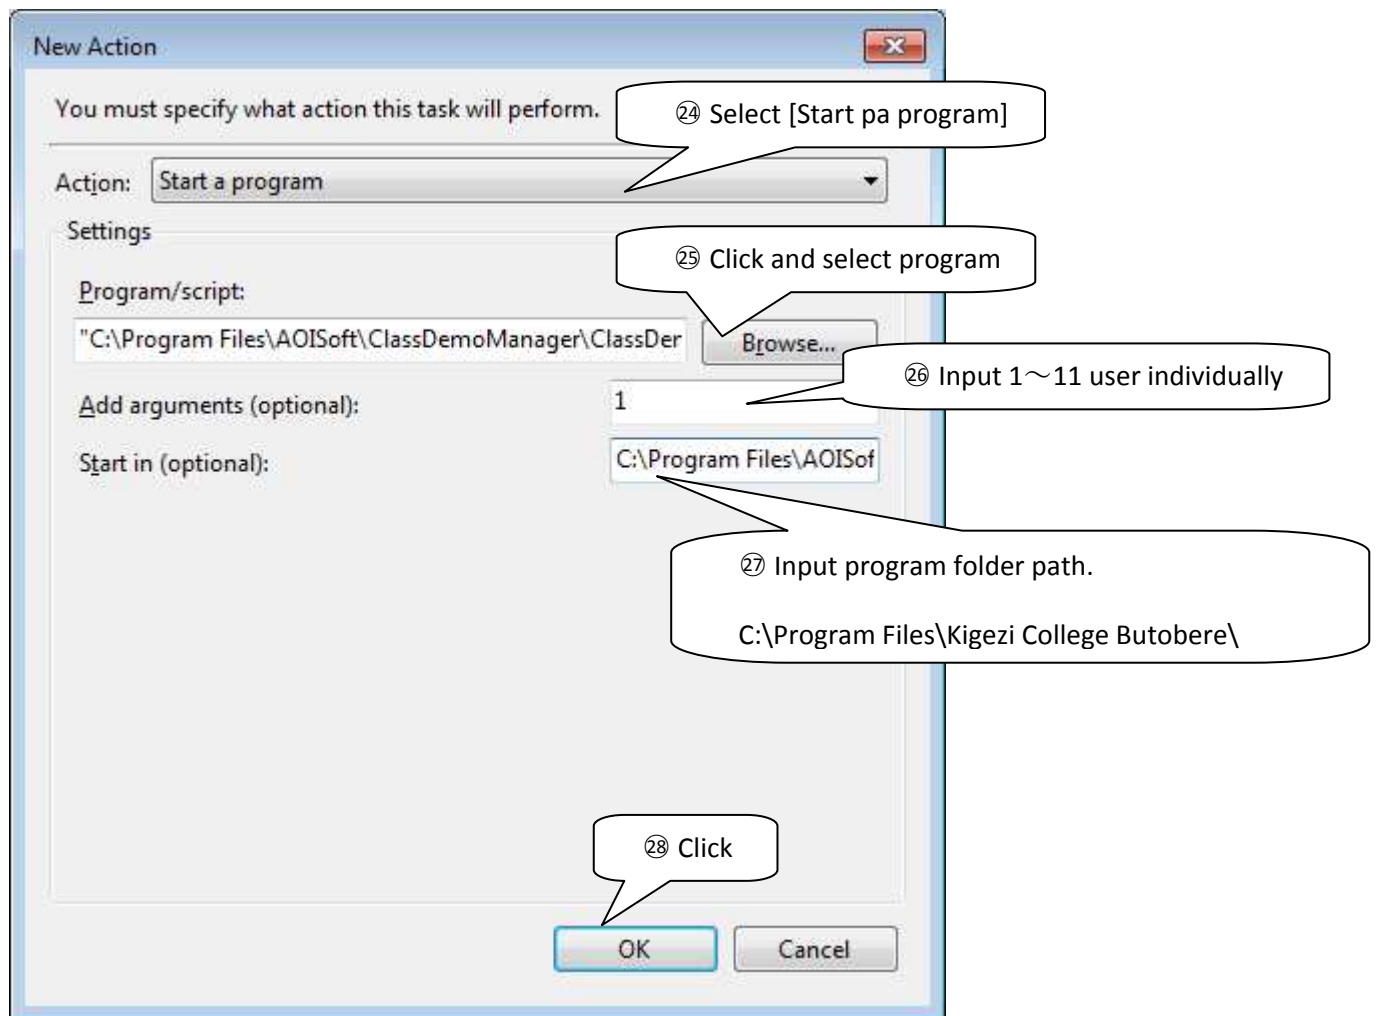 New Action
You must specify what action this task will perform.
㉔ Select [Start pa program]
Action: Start a program
Settings
㉕ Click and select program
Program/script:
"C:\Program Files\AOISoft\ClassDemoManager\ClassDer Browse...
㉖ Input 1～11 user individually
Add arguments (optional): 1
Start in (optional): C:\Program Files\AOISof
㉗ Input program folder path.
C:\Program Files\Kigezi College Butobere\
㉘ Click
OK Cancel